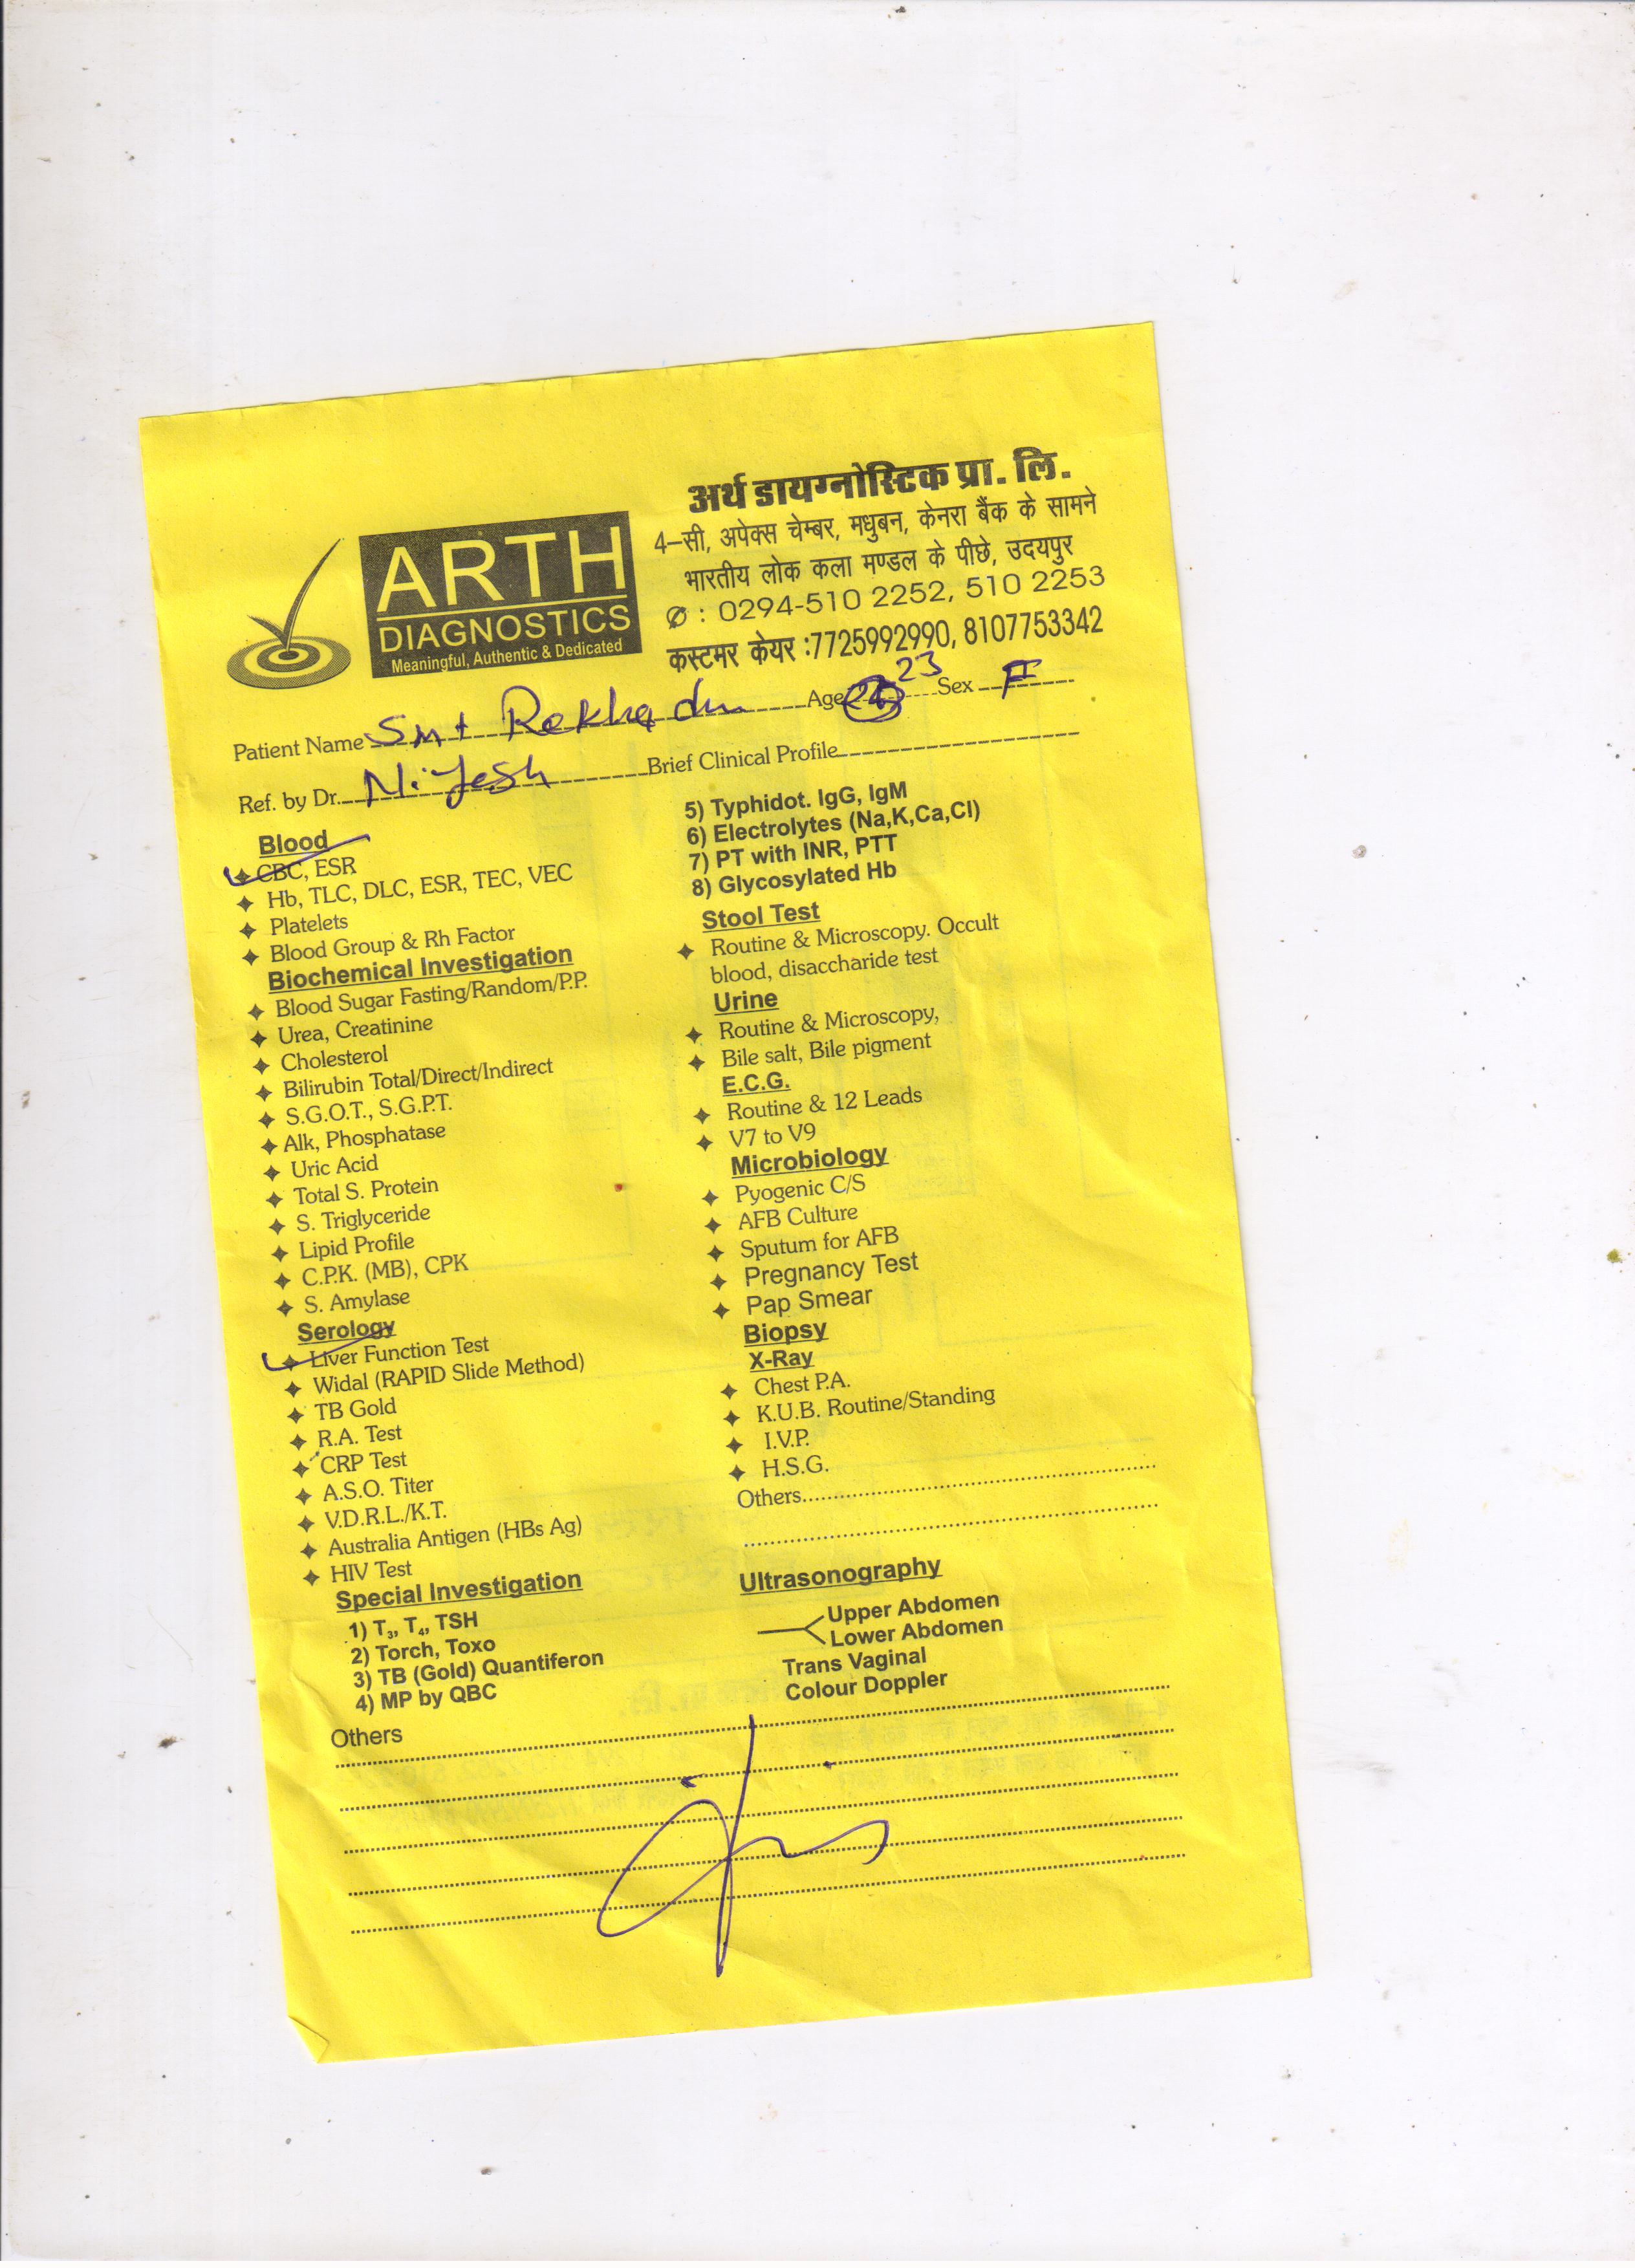 अर्थ डायग्नोस्टिक प्रा. लि.
4–सी, अपेक्स चेम्बर, मधुबन, केनरा बैंक के सामने
भारतीय लोक कला मण्डल के पीछे, उदयपुर
✆ : 0294-510 2252, 510 2253
कस्टमर केयर :7725992990, 8107753342
ARTH
DIAGNOSTICS
Meaningful, Authentic & Dedicated
Patient Name Smt Rekha Age 23 Sex F
Ref. by Dr. Nitesh Brief Clinical Profile
Blood
CBC, ESR
Hb, TLC, DLC, ESR, TEC, VEC
Platelets
Blood Group & Rh Factor
Biochemical Investigation
Blood Sugar Fasting/Random/P.P.
Urea, Creatinine
Cholesterol
Bilirubin Total/Direct/Indirect
S.G.O.T., S.G.P.T.
Alk, Phosphatase
Uric Acid
Total S. Protein
S. Triglyceride
Lipid Profile
C.P.K. (MB), CPK
S. Amylase
Serology
Liver Function Test
Widal (RAPID Slide Method)
TB Gold
R.A. Test
CRP Test
A.S.O. Titer
V.D.R.L./K.T.
Australia Antigen (HBs Ag)
HIV Test
Special Investigation
1) T3, T4, TSH
2) Torch, Toxo
3) TB (Gold) Quantiferon
4) MP by QBC
5) Typhidot. IgG, IgM
6) Electrolytes (Na,K,Ca,Cl)
7) PT with INR, PTT
8) Glycosylated Hb
Stool Test
Routine & Microscopy. Occult
blood, disaccharide test
Urine
Routine & Microscopy,
Bile salt, Bile pigment
E.C.G.
Routine & 12 Leads
V7 to V9
Microbiology
Pyogenic C/S
AFB Culture
Sputum for AFB
Pregnancy Test
Pap Smear
Biopsy
X-Ray
Chest P.A.
K.U.B. Routine/Standing
I.V.P.
H.S.G.
Others
Ultrasonography
Upper Abdomen
Lower Abdomen
Trans Vaginal
Colour Doppler
Others